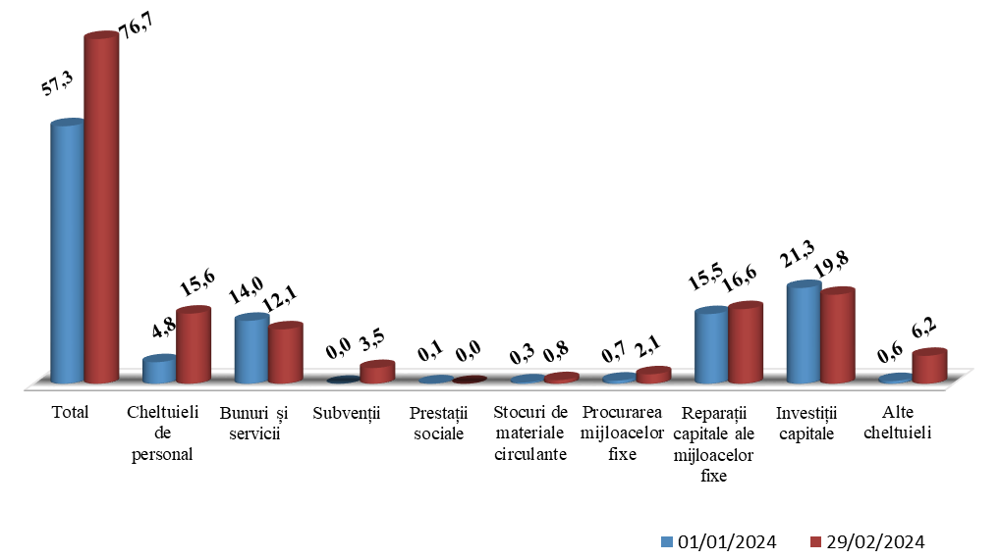 76,7
57,3
4,8
15,6
14,0
12,1
0,0
3,5
0,1
0,0
0,3
0,8
0,7
2,1
15,5
16,6
21,3
19,8
0,6
6,2
Total
Cheltuieli
de
personal
Bunuri și
servicii
Subvenții
Prestații
sociale
Stocuri de
materiale
circulante
Procurarea
mijloacelor
fixe
Reparații
capitale ale
mijloacelor
fixe
Investiții
capitale
Alte
cheltuieli
01/01/2024
29/02/2024